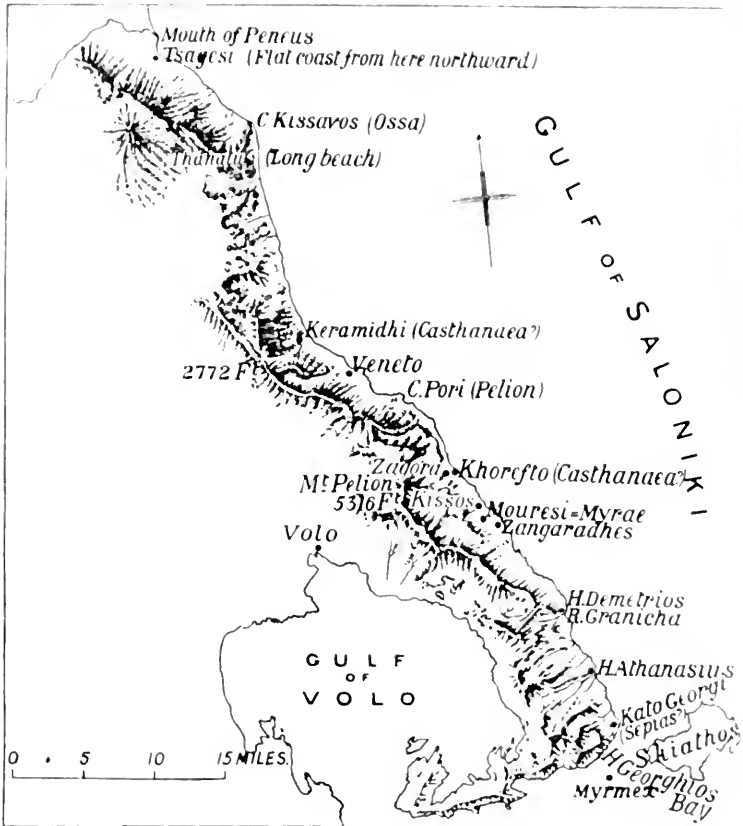 Mouth of Peneus
Tsagesi (Flat coast from here northward)
C Kissavos (Ossa)
(Long beach)
GULF OF SALONIKI
Keramidhi (Casthanaea?)
2772 Ft
Veneto
C. Pori (Pelion)
Zagora
Khorefto (Casthanaea?)
Mt Pelion
5316 Ft
Kissos
Mouresi=Myrae
Zangaradhes
Volo
H. Demetrios
R. Granicha
GULF
OF
VOLO
H. Athanasius
Kato Georgi
(Sepias?)
Skiathos
H Georghios
Bay
Myrmex
0 5 10 15 MILES.